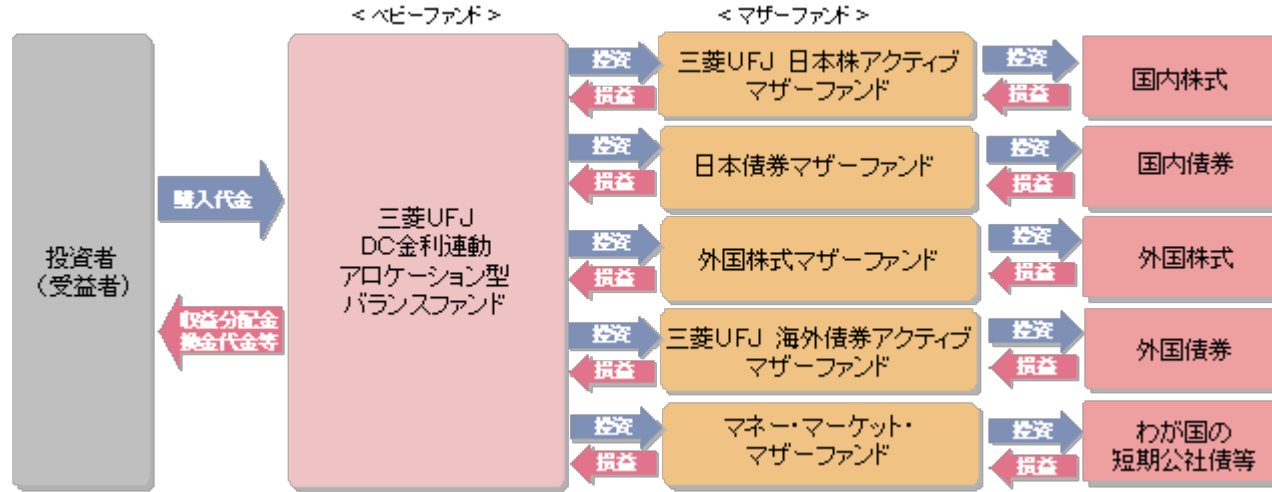 ＜ベビーファンド＞
＜マザーファンド＞
投資者
（受益者）
購入代金
収益分配金
換金代金等
三菱UFJ
DC金利連動
アロケーション型
バランスファンド
投資
損益
三菱UFJ 日本株アクティブ
マザーファンド
投資
損益
国内株式
投資
損益
日本債券マザーファンド
投資
損益
国内債券
投資
損益
外国株式マザーファンド
投資
損益
外国株式
投資
損益
三菱UFJ 海外債券アクティブ
マザーファンド
投資
損益
外国債券
投資
損益
マネー・マーケット・
マザーファンド
投資
損益
わが国の
短期公社債等